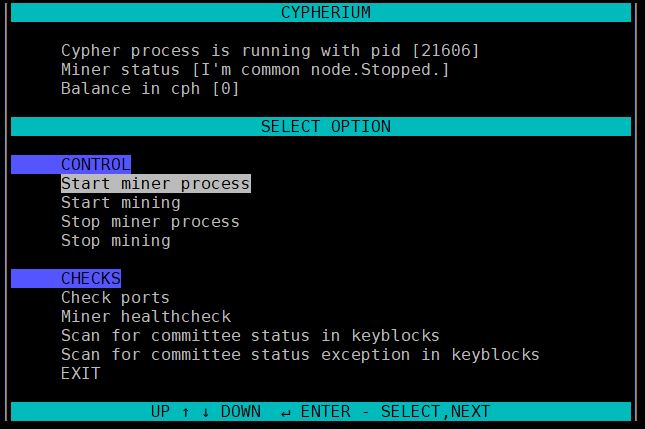 CYPHERIUM
Cypher process is running with pid [21606]
Miner status [I'm common node.Stopped.]
Balance in cph [0]
SELECT OPTION
CONTROL
Start miner process
Start mining
Stop miner process
Stop mining
CHECKS
Check ports
Miner healthcheck
Scan for committee status in keyblocks
Scan for committee status exception in keyblocks
EXIT
UP ↑ ↓ DOWN ↵ ENTER - SELECT,NEXT